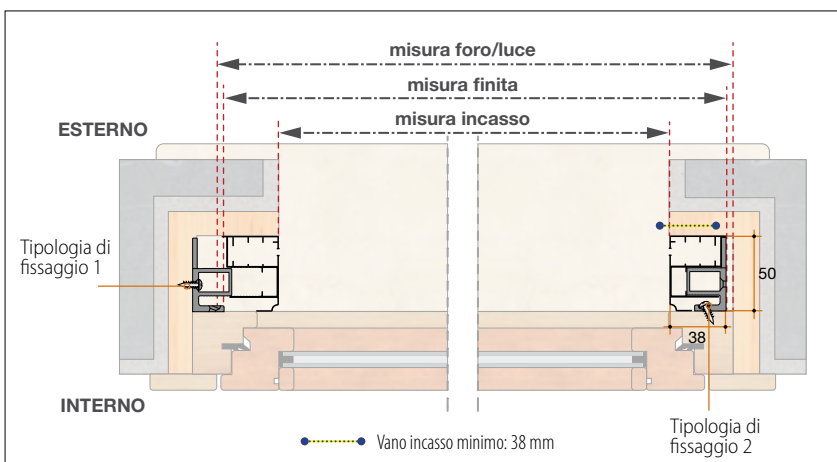 misura foro/luce
misura finita
misura incasso
ESTERNO
Tipologia di
fissaggio 1
50
38
INTERNO
Vano incasso minimo: 38 mm
Tipologia di
fissaggio 2